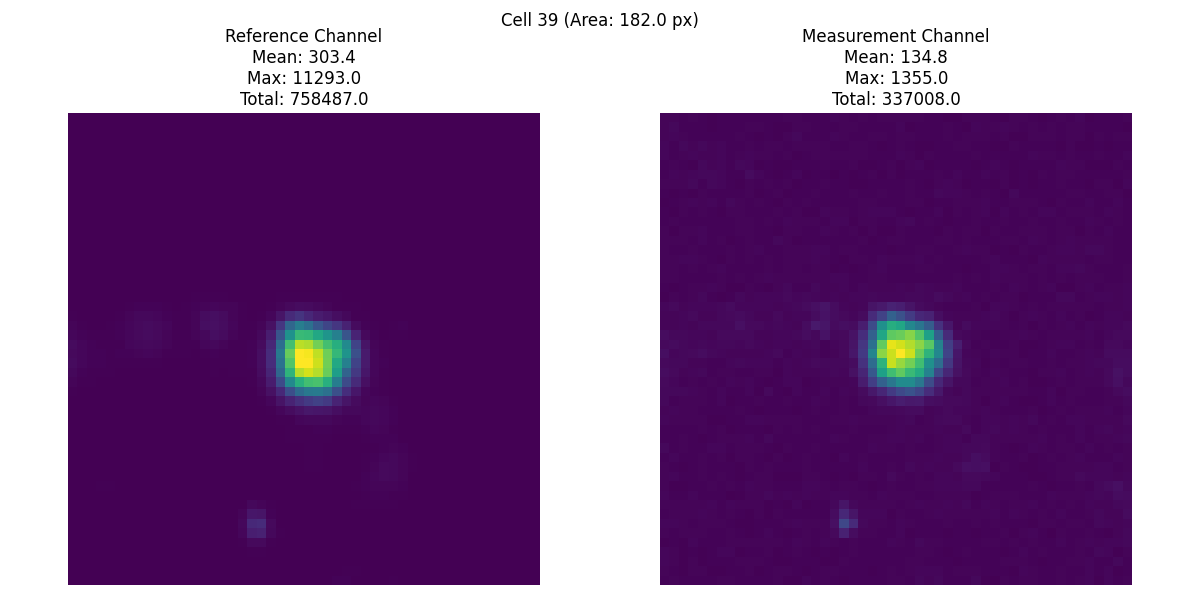 Cell 39 (Area: 182.0 px)
Reference Channel
Mean: 303.4
Max: 11293.0
Total: 758487.0
Measurement Channel
Mean: 134.8
Max: 1355.0
Total: 337008.0